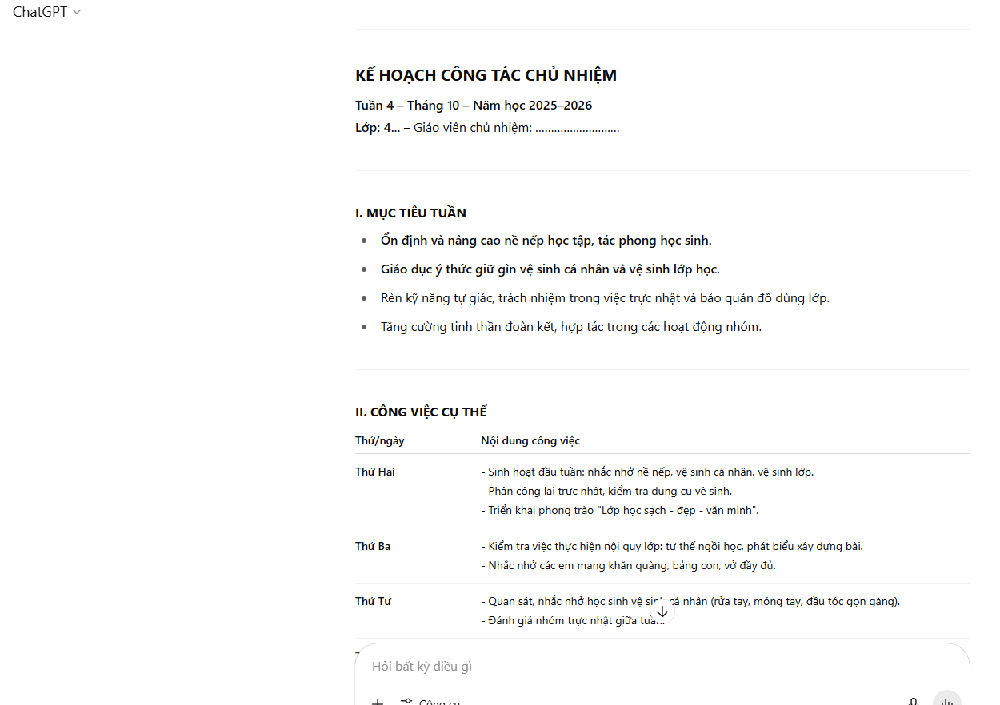 ChatGPT
KẾ HOẠCH CÔNG TÁC CHỦ NHIỆM
Tuần 4 – Tháng 10 – Năm học 2025–2026
Lớp: 4... – Giáo viên chủ nhiệm: ...........................
I. MỤC TIÊU TUẦN
Ổn định và nâng cao nề nếp học tập, tác phong học sinh.
Giáo dục ý thức giữ gìn vệ sinh cá nhân và vệ sinh lớp học.
Rèn kỹ năng tự giác, trách nhiệm trong việc trực nhật và bảo quản đồ dùng lớp.
Tăng cường tinh thần đoàn kết, hợp tác trong các hoạt động nhóm.
II. CÔNG VIỆC CỤ THỂ
Thứ/ngày Nội dung công việc
Thứ Hai - Sinh hoạt đầu tuần: nhắc nhở nề nếp, vệ sinh cá nhân, vệ sinh lớp.
- Phân công lại trực nhật, kiểm tra dụng cụ vệ sinh.
- Triển khai phong trào "Lớp học sạch - đẹp - văn minh".
Thứ Ba - Kiểm tra việc thực hiện nội quy lớp: tư thế ngồi học, phát biểu xây dựng bài.
- Nhắc nhở các em mang khăn quàng, bảng con, vở đầy đủ.
Thứ Tư - Quan sát, nhắc nhở học sinh vệ sinh cá nhân (rửa tay, móng tay, đầu tóc gọn gàng).
- Đánh giá nhóm trực nhật giữa tuần.
Hỏi bất kỳ điều gì
Công cụ